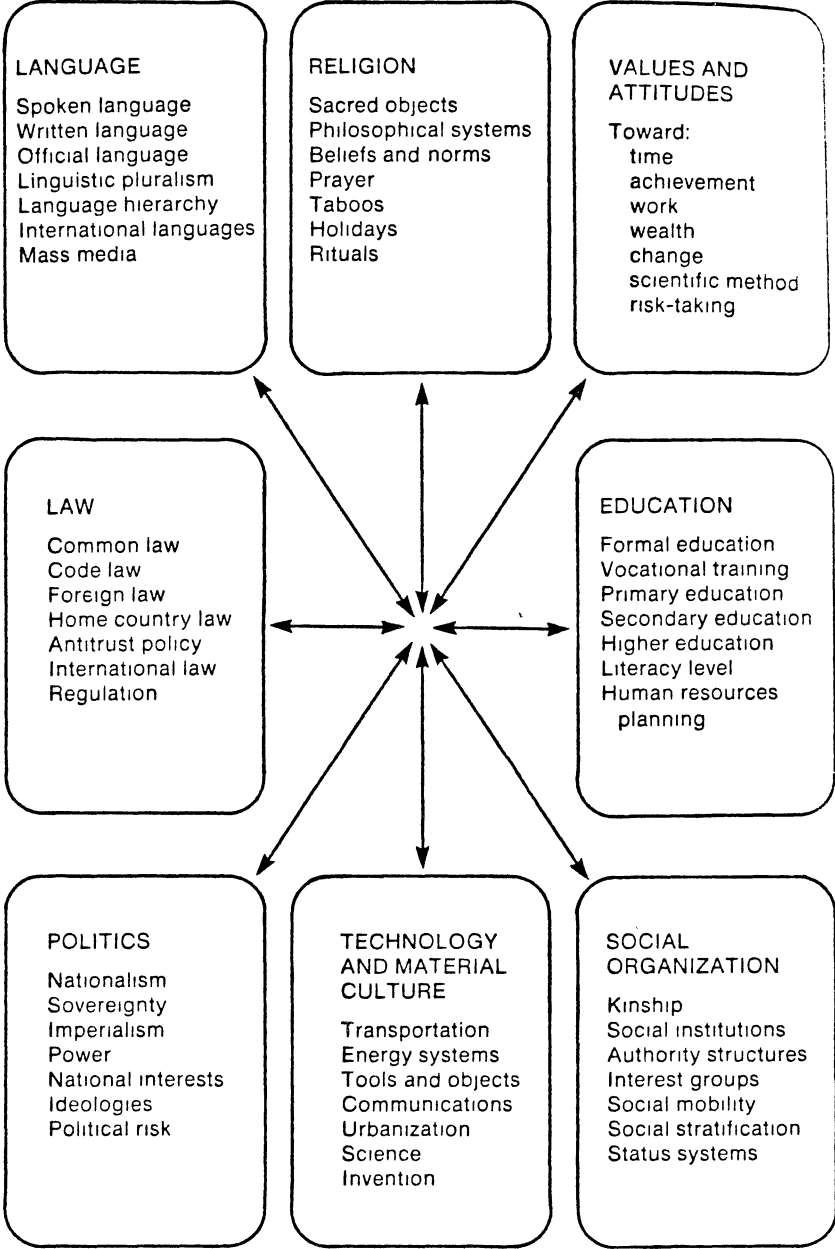 LANGUAGE
Spoken language
Written language
Official language
Linguistic pluralism
Language hierarchy
International languages
Mass media
RELIGION
Sacred objects
Philosophical systems
Beliefs and norms
Prayer
Taboos
Holidays
Rituals
VALUES AND
ATTITUDES
Toward:
time
achievement
work
wealth
change
scientific method
risk-taking
LAW
Common law
Code law
Foreign law
Home country law
Antitrust policy
International law
Regulation
EDUCATION
Formal education
Vocational training
Primary education
Secondary education
Higher education
Literacy level
Human resources
planning
POLITICS
Nationalism
Sovereignty
Imperialism
Power
National interests
Ideologies
Political risk
TECHNOLOGY
AND MATERIAL
CULTURE
Transportation
Energy systems
Tools and objects
Communications
Urbanization
Science
Invention
SOCIAL
ORGANIZATION
Kinship
Social institutions
Authority structures
Interest groups
Social mobility
Social stratification
Status systems